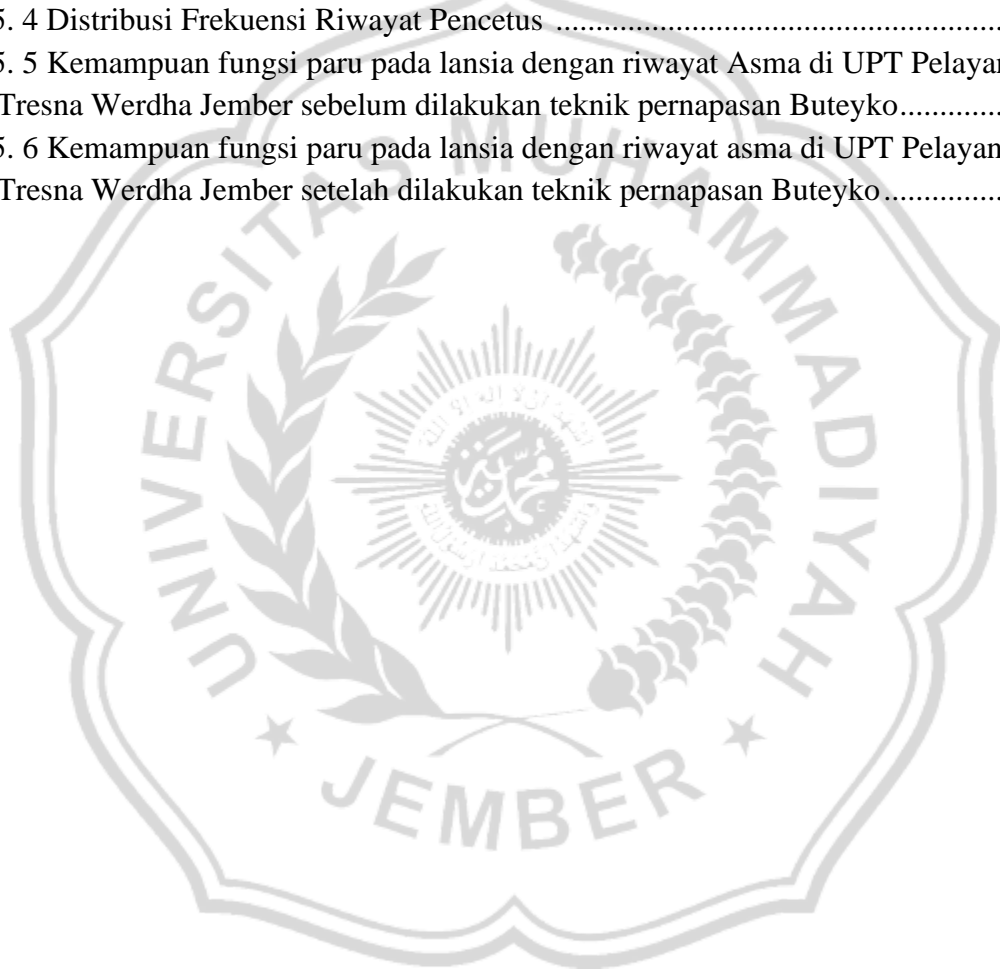 5. 4 Distribusi Frekuensi Riwayat Pencetus ......................................................
5. 5 Kemampuan fungsi paru pada lansia dengan riwayat Asma di UPT Pelayan
Tresna Werdha Jember sebelum dilakukan teknik pernapasan Buteyko................
5. 6 Kemampuan fungsi paru pada lansia dengan riwayat asma di UPT Pelayan
Tresna Werdha Jember setelah dilakukan teknik pernapasan Buteyko...............
UNIVERSITAS MUHAMMADIYAH
JEMBER